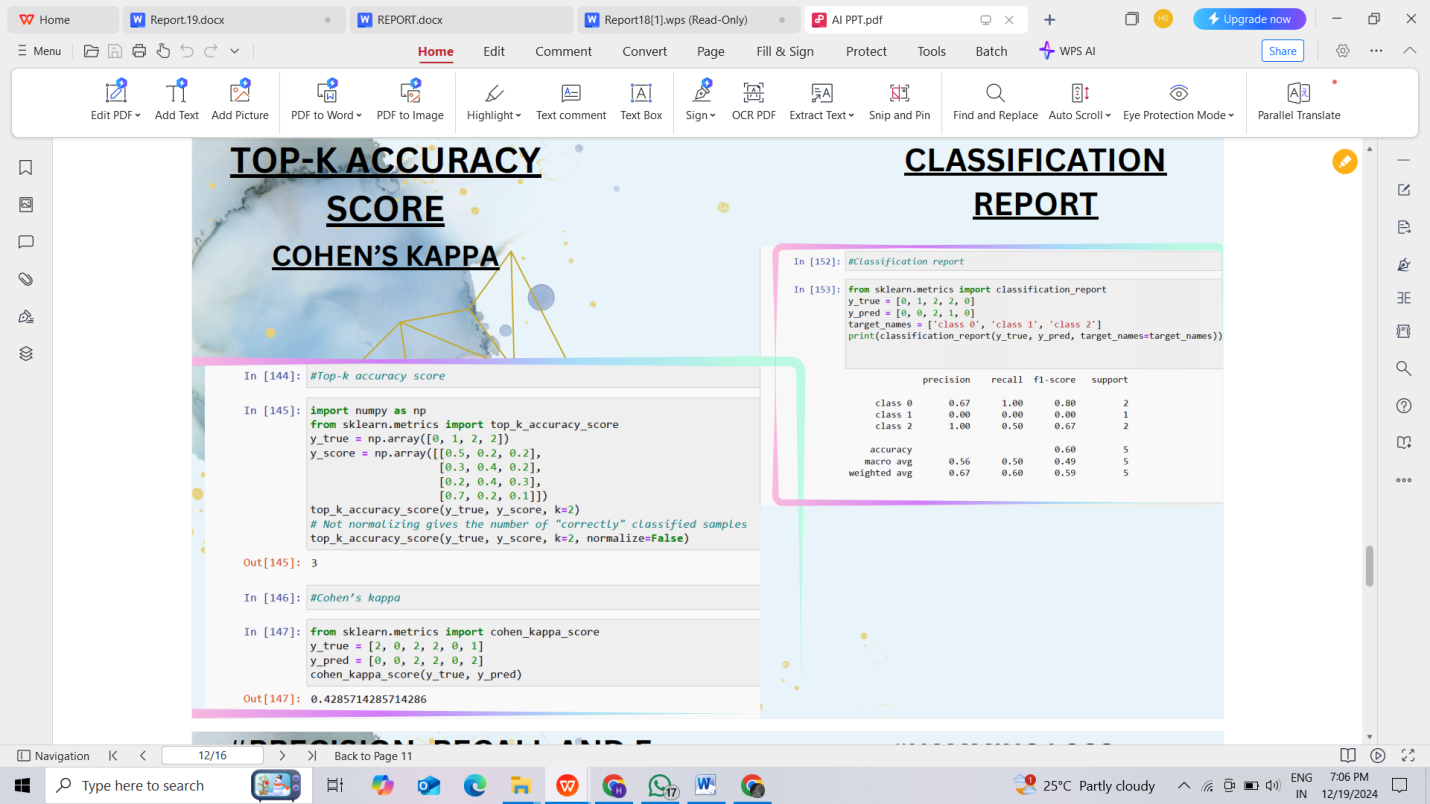 Home
Report.19.docx
REPORT.docx
Report18[1].wps (Read-Only)
AI PPT.pdf
HG
Upgrade now
Menu
Home
Edit
Comment
Convert
Page
Fill & Sign
Protect
Tools
Batch
WPS AI
Share
Edit PDF
Add Text
Add Picture
PDF to Word
PDF to Image
Highlight
Text comment
Text Box
Sign
OCR PDF
Extract Text
Snip and Pin
Find and Replace
Auto Scroll
Eye Protection Mode
Parallel Translate
TOP-K ACCURACY
SCORE
COHEN'S KAPPA
In [144]: #Top-k accuracy score
In [145]: import numpy as np
from sklearn.metrics import top_k_accuracy_score
y_true = np.array([0, 1, 2, 2])
y_score = np.array([[0.5, 0.2, 0.2],
[0.3, 0.4, 0.2],
[0.2, 0.4, 0.3],
[0.7, 0.2, 0.1]])
top_k_accuracy_score(y_true, y_score, k=2)
# Not normalizing gives the number of "correctly" classified samples
top_k_accuracy_score(y_true, y_score, k=2, normalize=False)
Out[145]: 3
In [146]: #Cohen's kappa
In [147]: from sklearn.metrics import cohen_kappa_score
y_true = [2, 0, 2, 2, 0, 1]
y_pred = [0, 0, 2, 2, 0, 2]
cohen_kappa_score(y_true, y_pred)
Out[147]: 0.4285714285714286
CLASSIFICATION
REPORT
In [152]: #Classification report
In [153]: from sklearn.metrics import classification_report
y_true = [0, 1, 2, 2, 0]
y_pred = [0, 0, 2, 1, 0]
target_names = ['class 0', 'class 1', 'class 2']
print(classification_report(y_true, y_pred, target_names=target_names))
precision recall f1-score support
class 0 0.67 1.00 0.80 2
class 1 0.00 0.00 0.00 1
class 2 1.00 0.50 0.67 2
accuracy 0.60 5
macro avg 0.56 0.50 0.49 5
weighted avg 0.67 0.60 0.59 5
Navigation
12/16
Back to Page 11
Type here to search
17
1
25°C Partly cloudy
ENG
IN
7:06 PM
12/19/2024